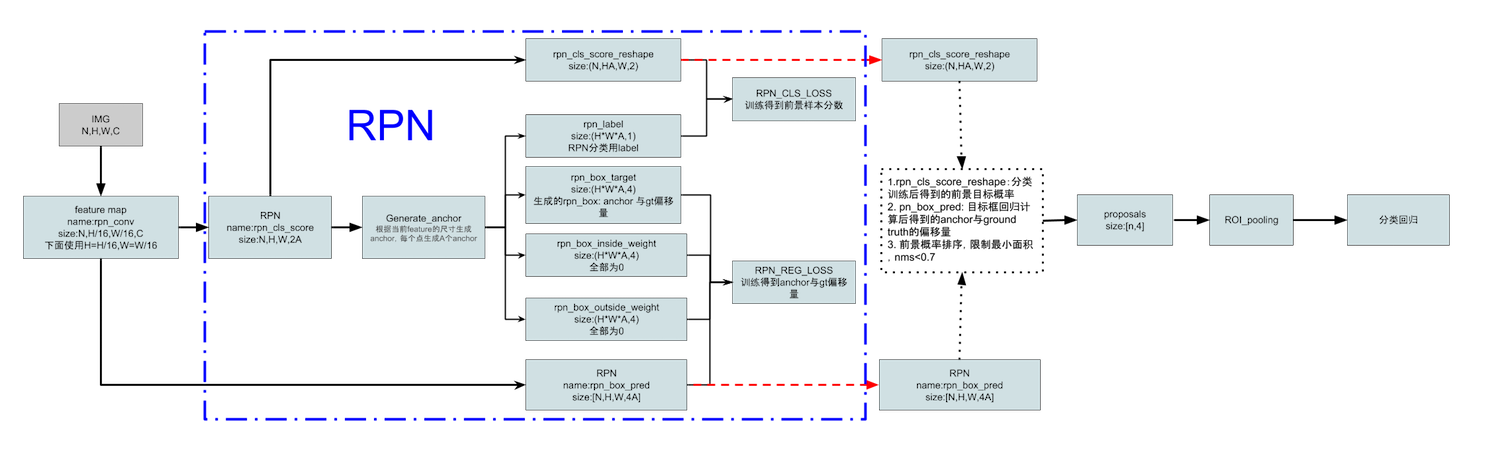 IMG
N,H,W,C
feature map
name:rpn_conv
size:N,H/16,W/16,C
下面使用H=H/16,W=W/16
RPN
RPN
name:rpn_cls_score
size:N,H,W,2A
Generate_anchor
根据当前feature的尺寸生成
anchor, 每个点生成A个anchor
rpn_cls_score_reshape
size:(N,HA,W,2)
rpn_label
size:(H*W*A,1)
RPN分类用label
rpn_box_target
size:(H*W*A,4)
生成的rpn_box: anchor 与gt偏移
量
rpn_box_inside_weight
size:(H*W*A,4)
全部为0
rpn_box_outside_weight
size:(H*W*A,4)
全部为0
RPN
name:rpn_box_pred
size:[N,H,W,4A]
RPN_CLS_LOSS
训练得到前景样本分数
RPN_REG_LOSS
训练得到anchor与gt偏移
量
rpn_cls_score_reshape
size:(N,HA,W,2)
1.rpn_cls_score_reshape: 分类
训练后得到的前景目标概率
2. pn_box_pred: 目标框回归计
算后得到的anchor与ground
truth的偏移量
3. 前景概率排序, 限制最小面积
, nms<0.7
RPN
name:rpn_box_pred
size:[N,H,W,4A]
proposals
size:[n,4]
ROI_pooling
分类回归